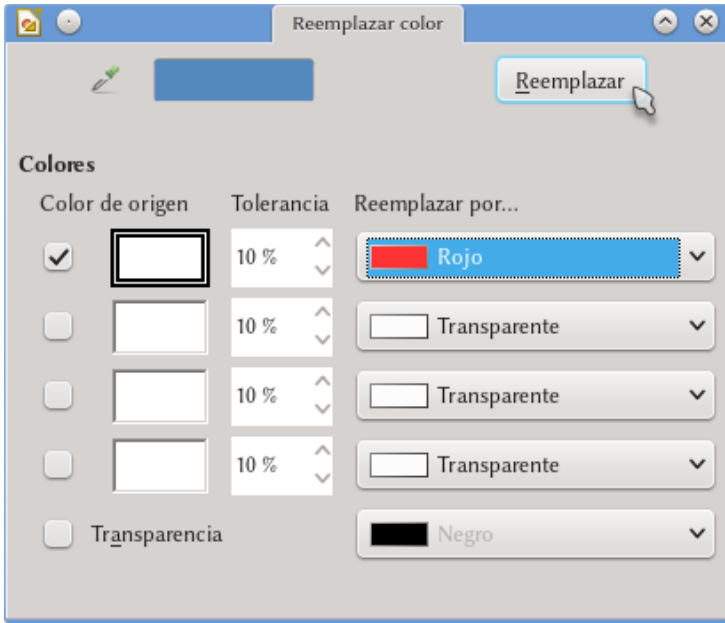 Reemplazar color
Reemplazar
Colores
Color de origen Tolerancia Reemplazar por...
10 % Rojo
10 % Transparente
10 % Transparente
10 % Transparente
Transparencia Negro